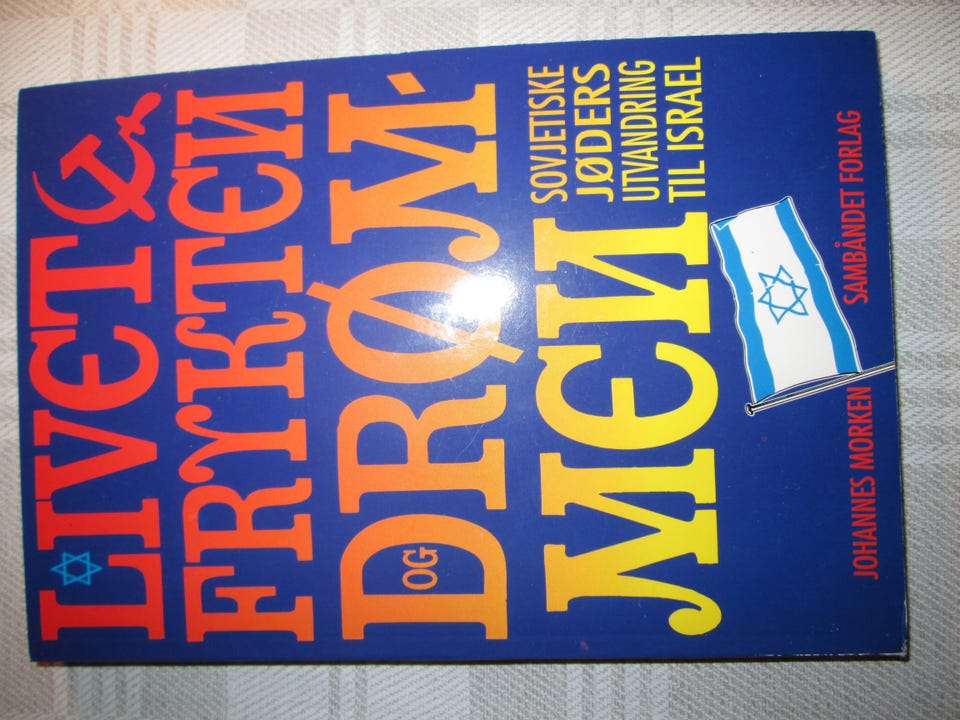 LIVET
FRYKTEN
OG
DRØM-
MEN
SOVJETISKE
JØDERS
UTVANDRING
TIL ISRAEL
JOHANNES MORKEN SAMBÅNDET FORLAG